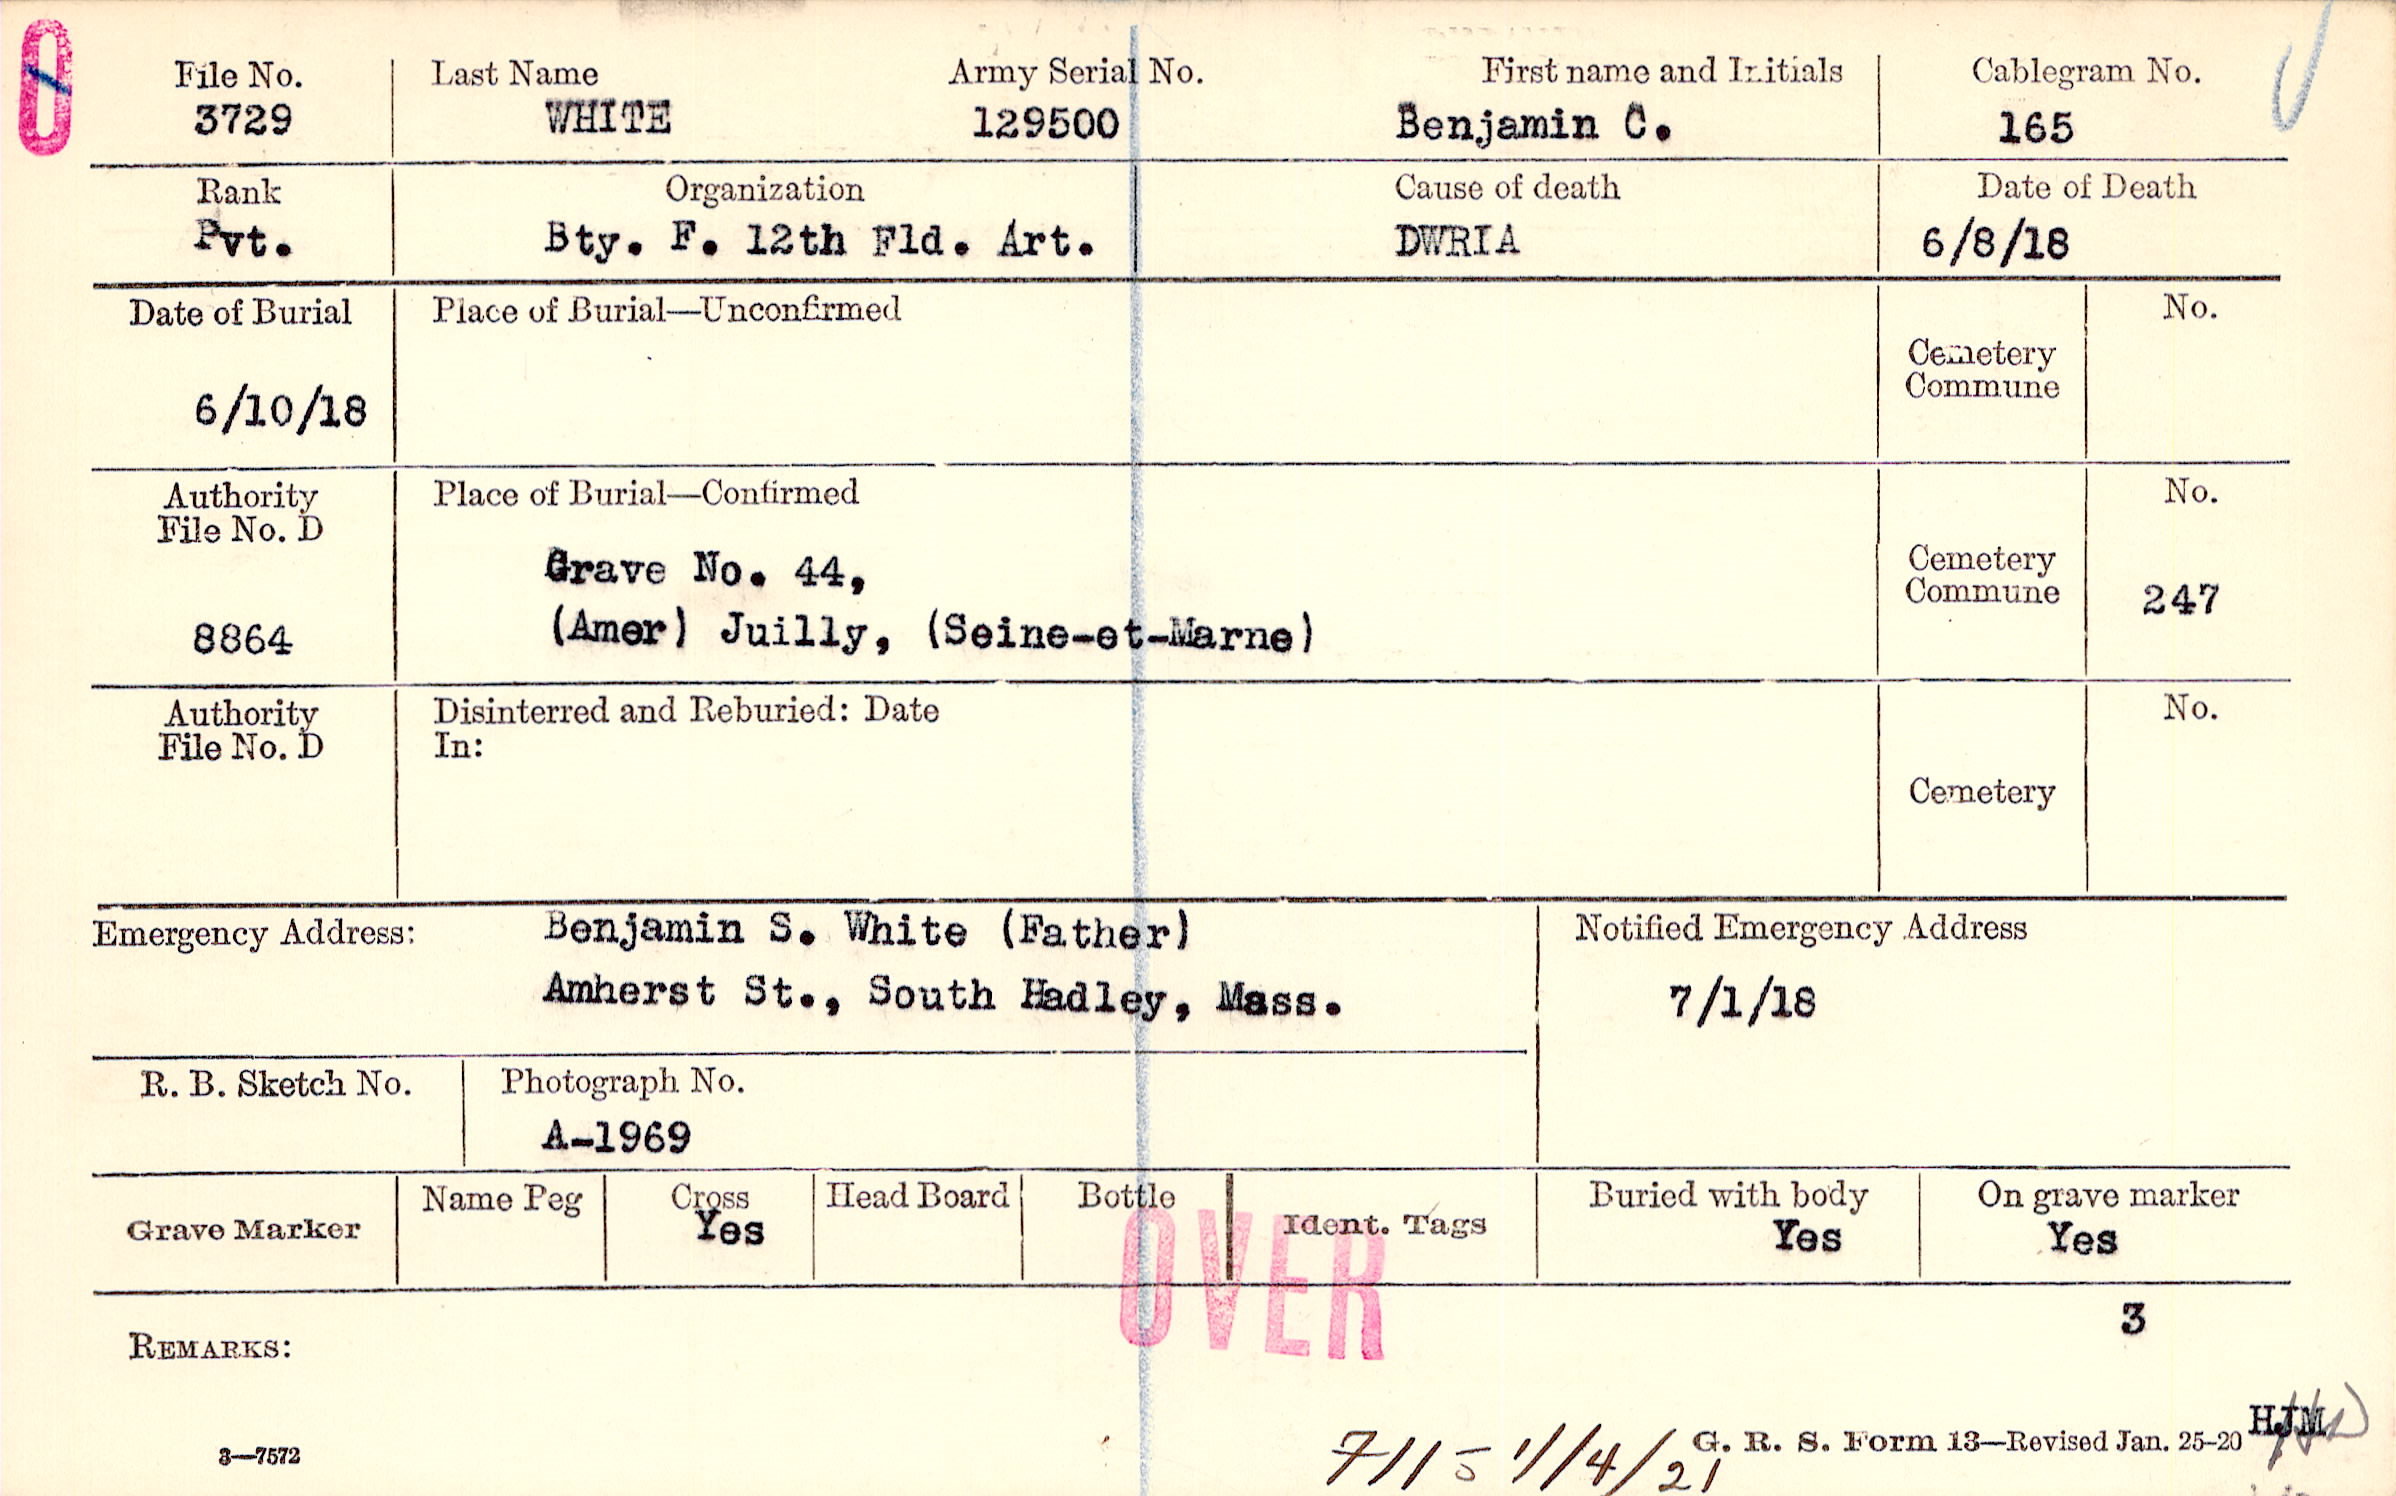 O
File No. Last Name Army Serial No. First name and Initials Cablegram No.
3729 WHITE 129500 Benjamin C. 165
Rank Organization Cause of death Date of Death
Pvt. Bty. F. 12th Fld. Art. DWRIA 6/8/18
Date of Burial Place of Burial—Unconfirmed No.
Cemetery
Commune
6/10/18
Authority Place of Burial—Confirmed No.
File No. D
Grave No. 44, Cemetery
Commune 247
8864 (Amer) Juilly, (Seine-et-Marne)
Authority Disinterred and Reburied: Date No.
File No. D In:
Cemetery
Emergency Address: Benjamin S. White (Father) Notified Emergency Address
Amherst St., South Hadley, Mass. 7/1/18
R. B. Sketch No. Photograph No.
A-1969
Grave Marker Name Peg Cross Head Board Bottle Ident. Tags Buried with body On grave marker
Yes Yes Yes
OVER
3
REMARKS:
HJM
3—7572 7115 1/14/21 G. R. S. Form 13—Revised Jan. 25-20